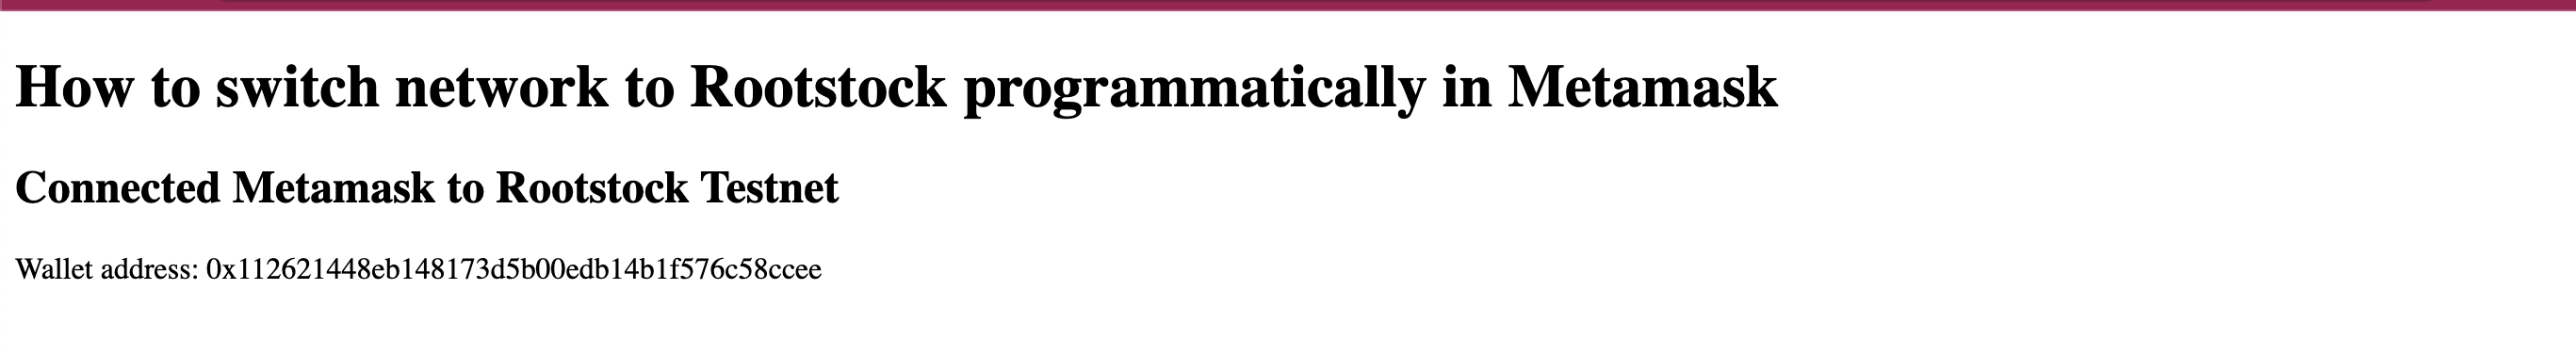 How to switch network to Rootstock programmatically in Metamask
Connected Metamask to Rootstock Testnet
Wallet address: 0x112621448eb148173d5b00edb14b1f576c58ccee